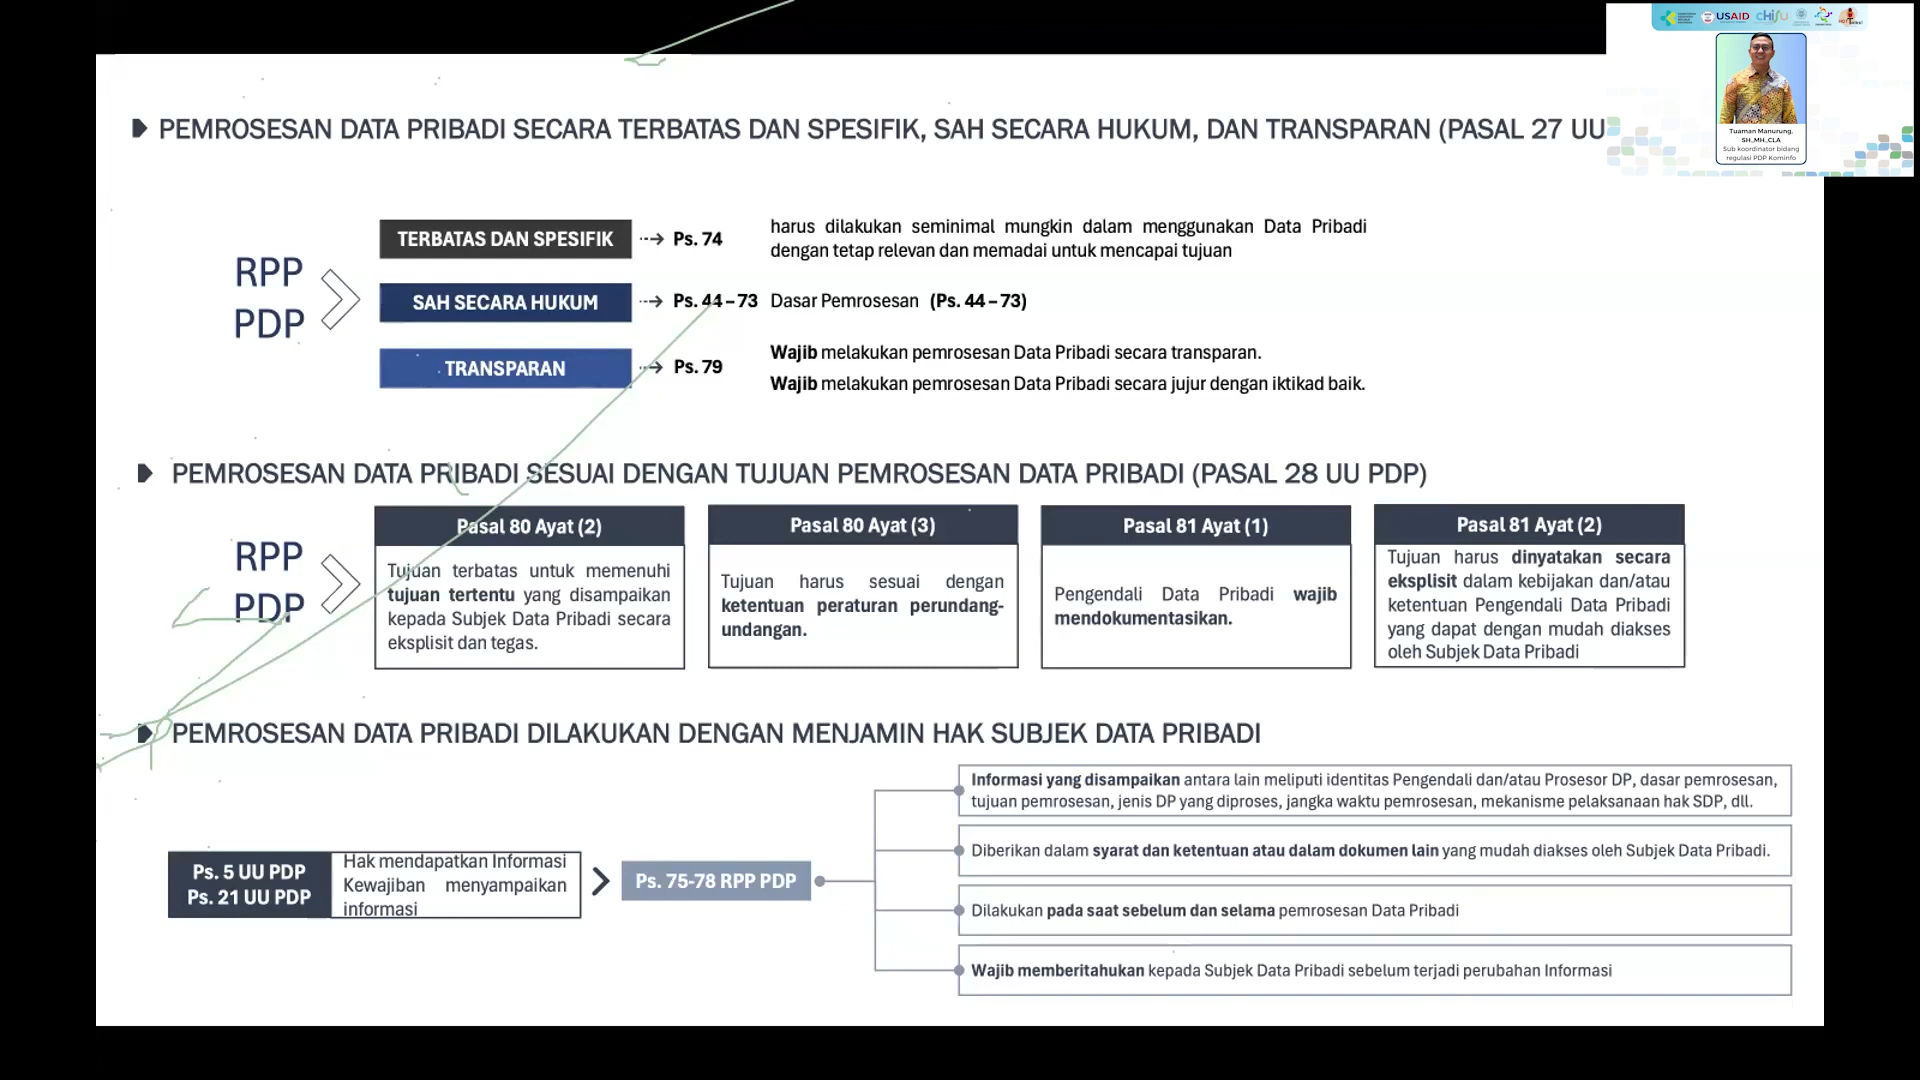 USAID CHISU
Tuaman Manurung,
SH.,MH.,CLA
Sub koordinator bidang
regulasi PDP Kominfo
PEMROSESAN DATA PRIBADI SECARA TERBATAS DAN SPESIFIK, SAH SECARA HUKUM, DAN TRANSPARAN (PASAL 27 UU
RPP
PDP
TERBATAS DAN SPESIFIK
Ps. 74
harus dilakukan seminimal mungkin dalam menggunakan Data Pribadi
dengan tetap relevan dan memadai untuk mencapai tujuan
SAH SECARA HUKUM
Ps. 44–73
Dasar Pemrosesan (Ps. 44–73)
TRANSPARAN
Ps. 79
Wajib melakukan pemrosesan Data Pribadi secara transparan.
Wajib melakukan pemrosesan Data Pribadi secara jujur dengan iktikad baik.
PEMROSESAN DATA PRIBADI SESUAI DENGAN TUJUAN PEMROSESAN DATA PRIBADI (PASAL 28 UU PDP)
RPP
PDP
Pasal 80 Ayat (2)
Tujuan terbatas untuk memenuhi
tujuan tertentu yang disampaikan
kepada Subjek Data Pribadi secara
eksplisit dan tegas.
Pasal 80 Ayat (3)
Tujuan harus sesuai dengan
ketentuan peraturan perundang-
undangan.
Pasal 81 Ayat (1)
Pengendali Data Pribadi wajib
mendokumentasikan.
Pasal 81 Ayat (2)
Tujuan harus dinyatakan secara
eksplisit dalam kebijakan dan/atau
ketentuan Pengendali Data Pribadi
yang dapat dengan mudah diakses
oleh Subjek Data Pribadi
PEMROSESAN DATA PRIBADI DILAKUKAN DENGAN MENJAMIN HAK SUBJEK DATA PRIBADI
Ps. 5 UU PDP
Ps. 21 UU PDP
Hak mendapatkan Informasi
Kewajiban menyampaikan
informasi
Ps. 75-78 RPP PDP
Informasi yang disampaikan antara lain meliputi identitas Pengendali dan/atau Prosesor DP, dasar pemrosesan,
tujuan pemrosesan, jenis DP yang diproses, jangka waktu pemrosesan, mekanisme pelaksanaan hak SDP, dll.
Diberikan dalam syarat dan ketentuan atau dalam dokumen lain yang mudah diakses oleh Subjek Data Pribadi.
Dilakukan pada saat sebelum dan selama pemrosesan Data Pribadi
Wajib memberitahukan kepada Subjek Data Pribadi sebelum terjadi perubahan Informasi